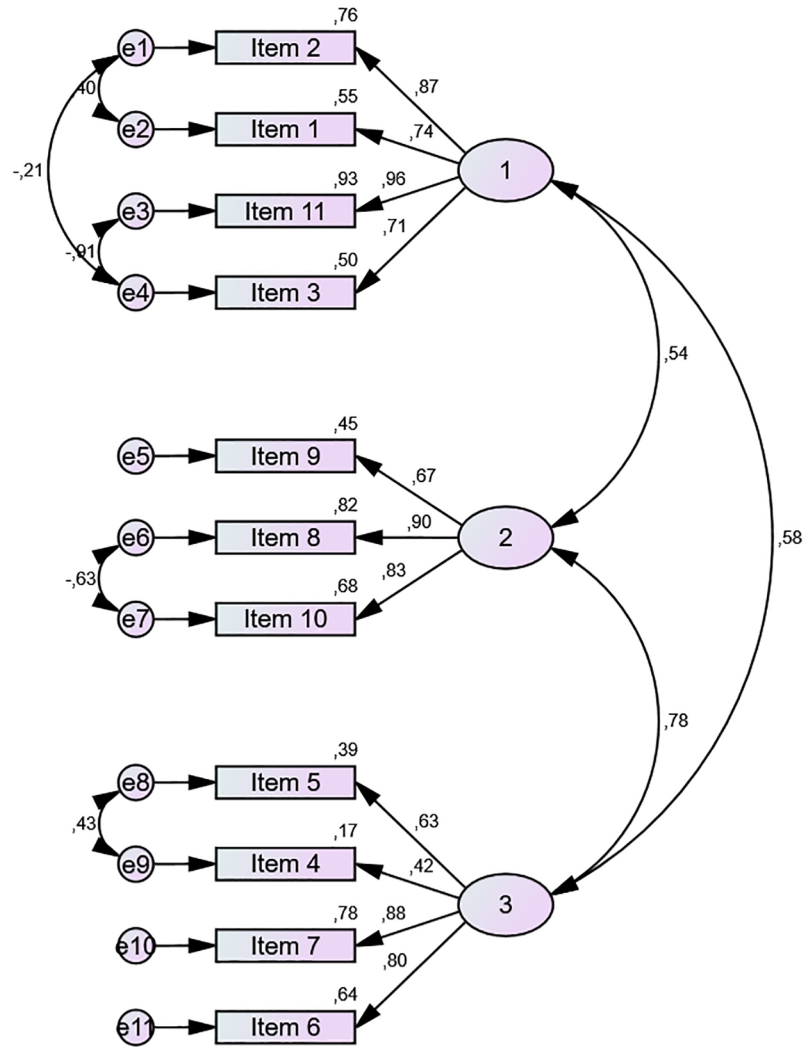 ,76
e1
Item 2
,87
40
,55
e2
Item 1
,74
1
-,21
,93
,96
e3
Item 11
,71
-,91
,50
e4
Item 3
,54
,45
e5
Item 9
,67
,82
e6
Item 8
,90
2
,58
-,63
,83
,68
e7
Item 10
,78
,39
e8
Item 5
,63
,43
,17
e9
Item 4
,42
3
,78
,88
e10
Item 7
,80
,64
e11
Item 6